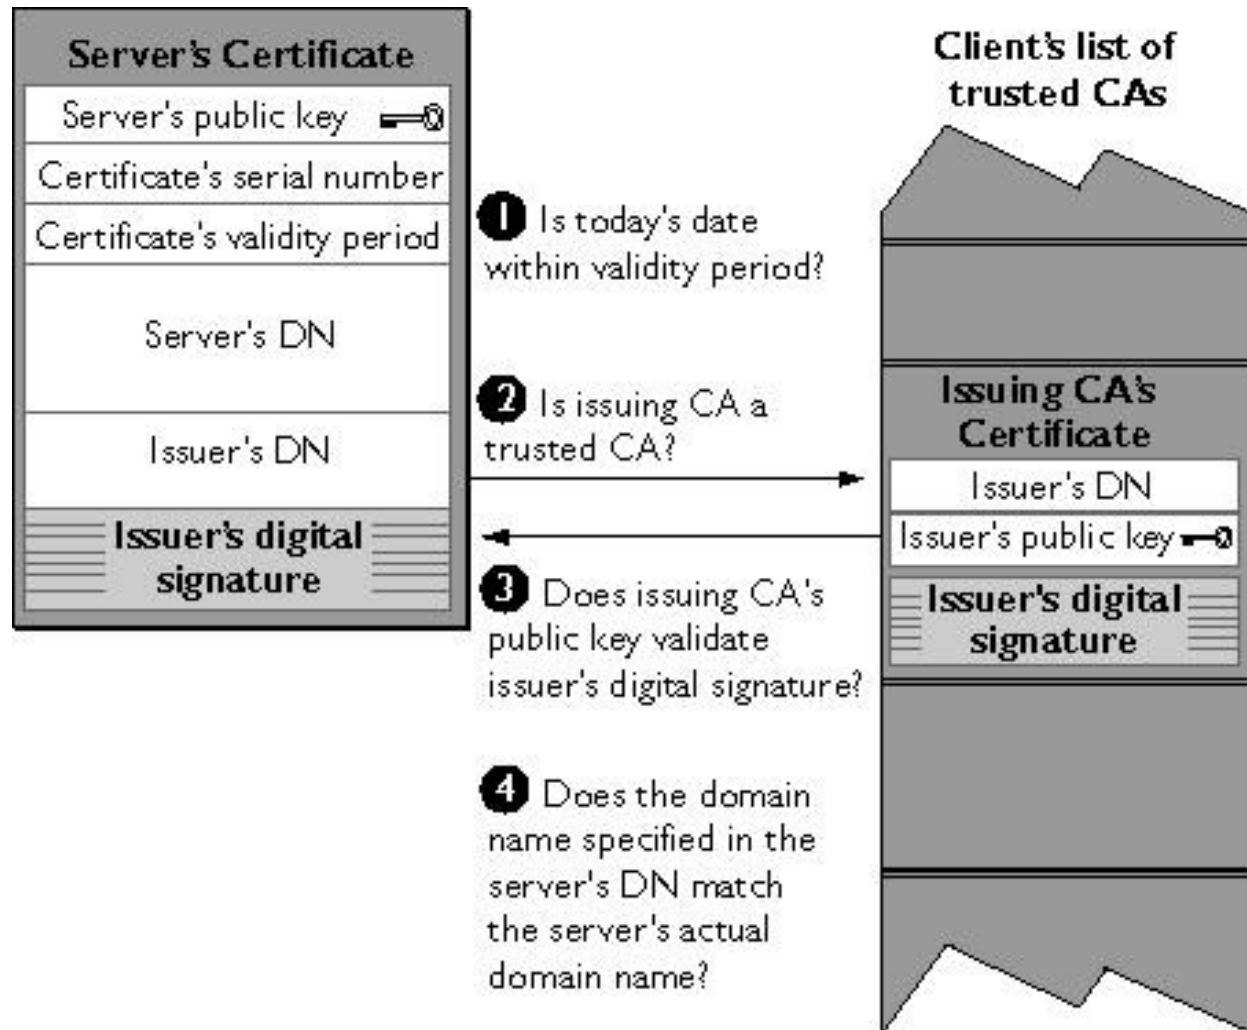 Server's Certificate
Server's public key
Certificate's serial number
Certificate's validity period
Server's DN
Issuer's DN
Issuer's digital
signature
1 Is today's date
within validity period?
2 Is issuing CA a
trusted CA?
3 Does issuing CA's
public key validate
issuer's digital signature?
4 Does the domain
name specified in the
server's DN match
the server's actual
domain name?
Client's list of
trusted CAs
Issuing CA's
Certificate
Issuer's DN
Issuer's public key
Issuer's digital
signature